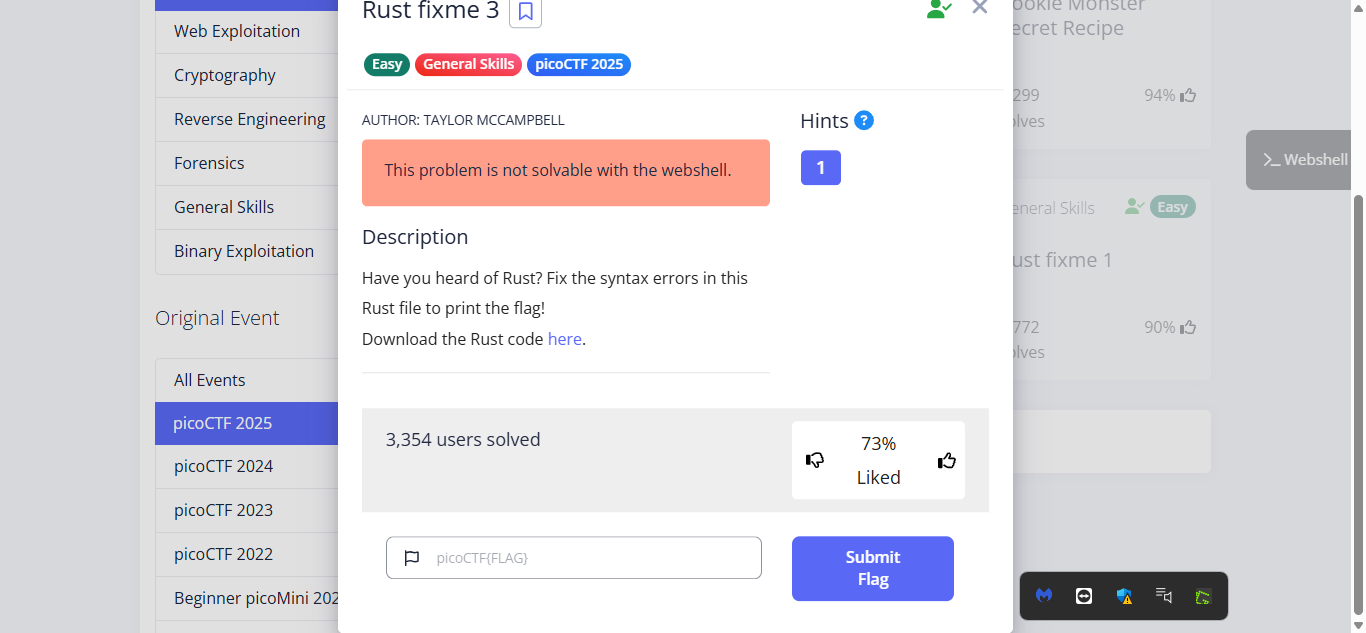 Web Exploitation
Cryptography
Reverse Engineering
Forensics
General Skills
Binary Exploitation
Original Event
All Events
picoCTF 2025
picoCTF 2024
picoCTF 2023
picoCTF 2022
Beginner picoMini 202
Rust fixme 3
Easy
General Skills
picoCTF 2025
AUTHOR: TAYLOR MCCAMPBELL
This problem is not solvable with the webshell.
Hints ?
1
Description
Have you heard of Rust? Fix the syntax errors in this
Rust file to print the flag!
Download the Rust code here.
3,354 users solved
73%
Liked
picoCTF{FLAG}
Submit
Flag
ookie Monster
ecret Recipe
299
lves
94%
>_ Webshell
eneral Skills
Easy
ust fixme 1
772
lves
90%